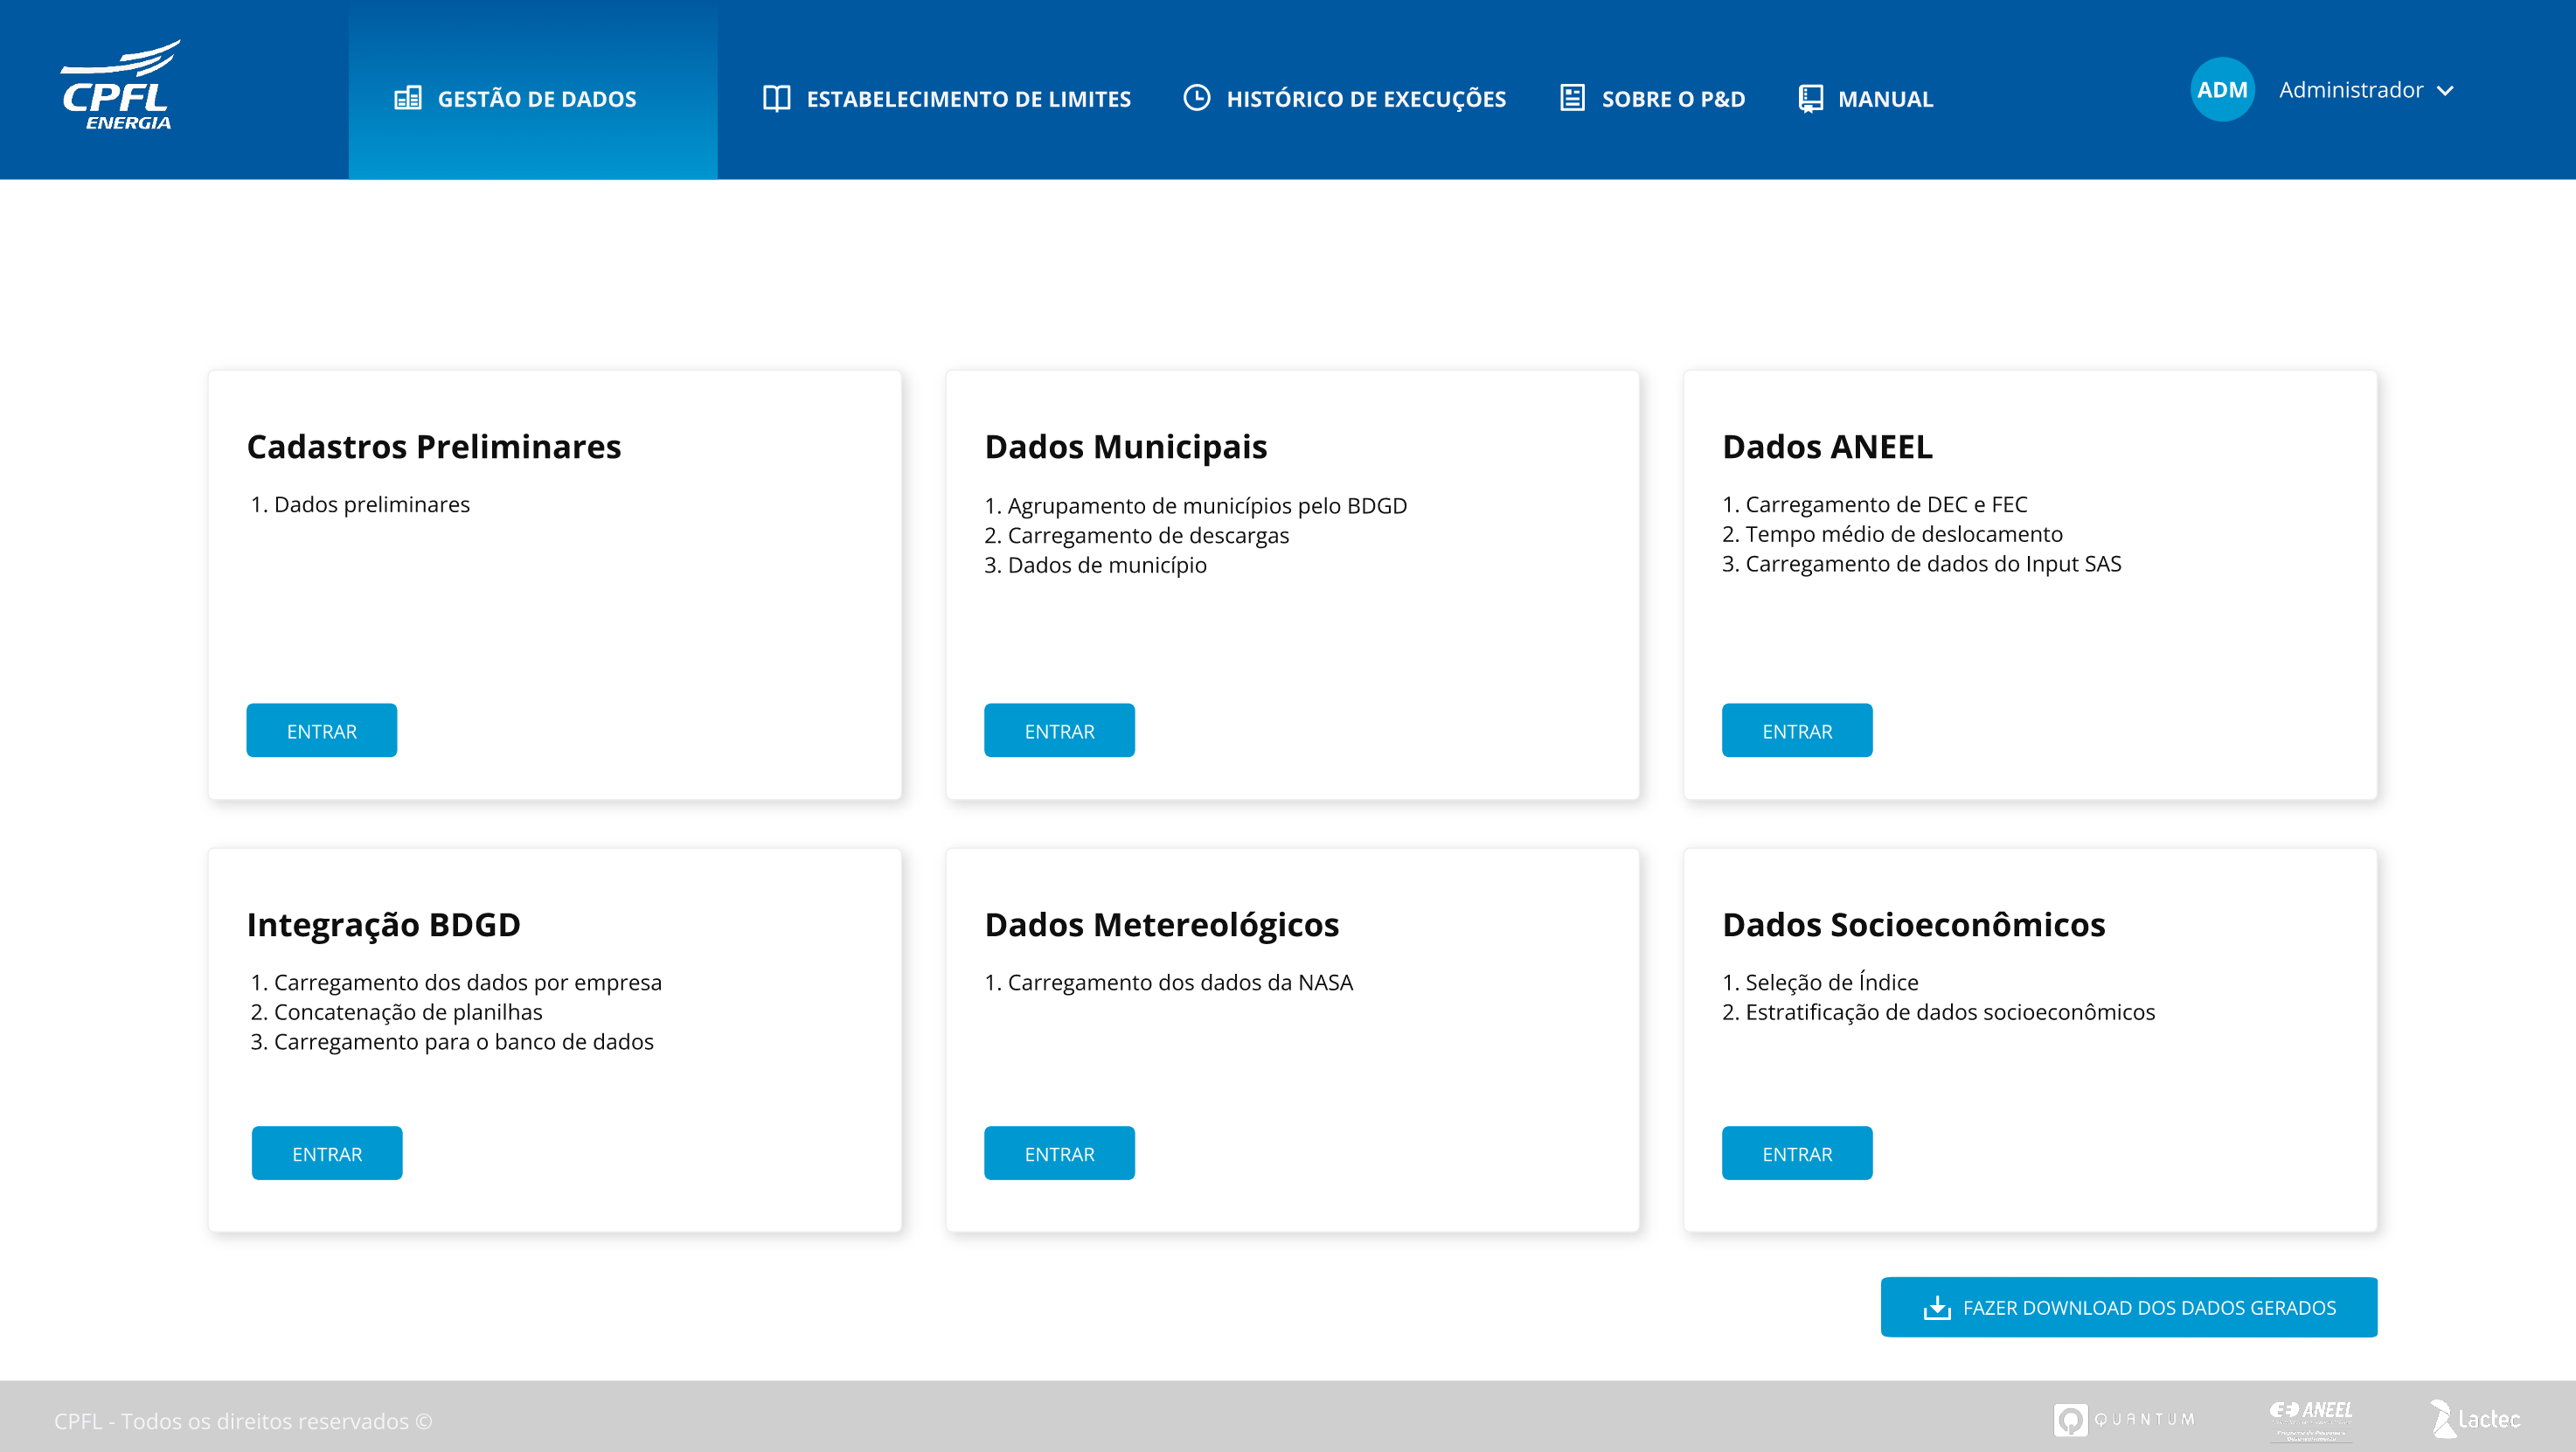 CPFL
ENERGIA
GESTÃO DE DADOS
ESTABELECIMENTO DE LIMITES
HISTÓRICO DE EXECUÇÕES
SOBRE O P&D
MANUAL
ADM
Administrador
Cadastros Preliminares
1. Dados preliminares
ENTRAR
Dados Municipais
1. Agrupamento de municípios pelo BDGD
2. Carregamento de descargas
3. Dados de município
ENTRAR
Dados ANEEL
1. Carregamento de DEC e FEC
2. Tempo médio de deslocamento
3. Carregamento de dados do Input SAS
ENTRAR
Integração BDGD
1. Carregamento dos dados por empresa
2. Concatenação de planilhas
3. Carregamento para o banco de dados
ENTRAR
Dados Metereológicos
1. Carregamento dos dados da NASA
ENTRAR
Dados Socioeconômicos
1. Seleção de Índice
2. Estratificação de dados socioeconômicos
ENTRAR
FAZER DOWNLOAD DOS DADOS GERADOS
CPFL - Todos os direitos reservados ©
QUANTUM
ANEEL
Lactec